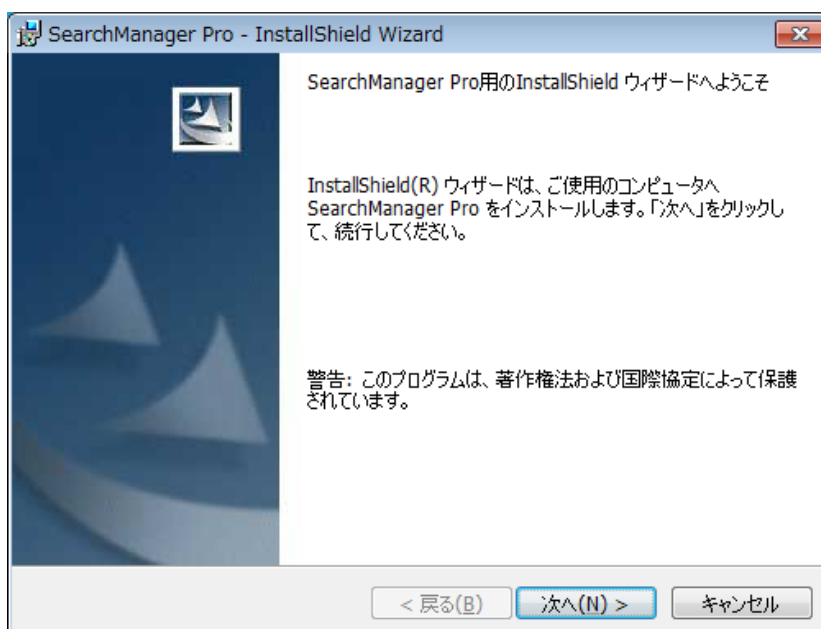 SearchManager Pro - InstallShield Wizard
SearchManager Pro用のInstallShield ウィザードへようこそ
InstallShield(R) ウィザードは、ご使用のコンピュータへ
SearchManager Pro をインストールします。「次へ」をクリックし
て、続行してください。
警告: このプログラムは、著作権法および国際協定によって保護
されています。
< 戻る(B)
次へ(N) >
キャンセル